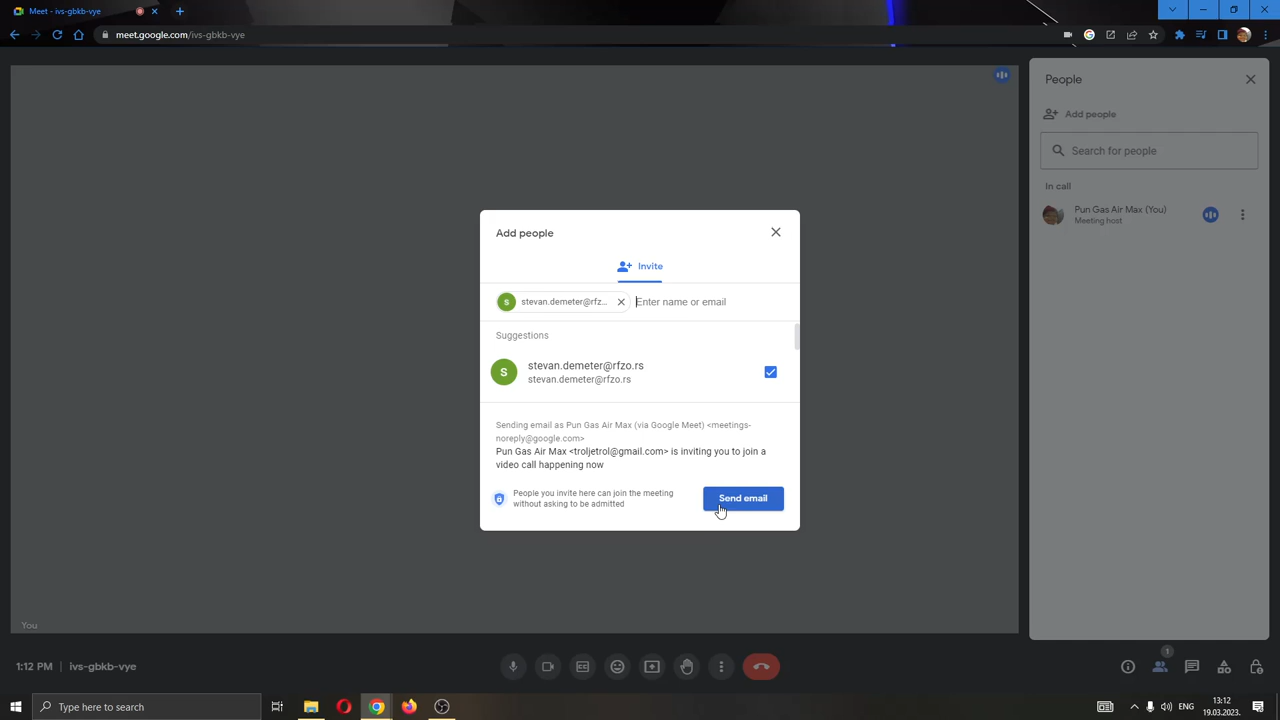 Meet - ivs-gbkb-vye
meet.google.com/ivs-gbkb-vye
People
Add people
Search for people
In call
Pun Gas Air Max (You)
Meeting host
Add people
Invite
S
stevan.demeter@rfz...
Enter name or email
Suggestions
S
stevan.demeter@rfzo.rs
stevan.demeter@rfzo.rs
Sending email as Pun Gas Air Max (via Google Meet) <meetings-
noreply@google.com>
Pun Gas Air Max <troljetrol@gmail.com> is inviting you to join a
video call happening now
People you invite here can join the meeting
without asking to be admitted
Send email
You
1:12 PM | ivs-gbkb-vye
1
Type here to search
ENG
13:12
19.03.2023.